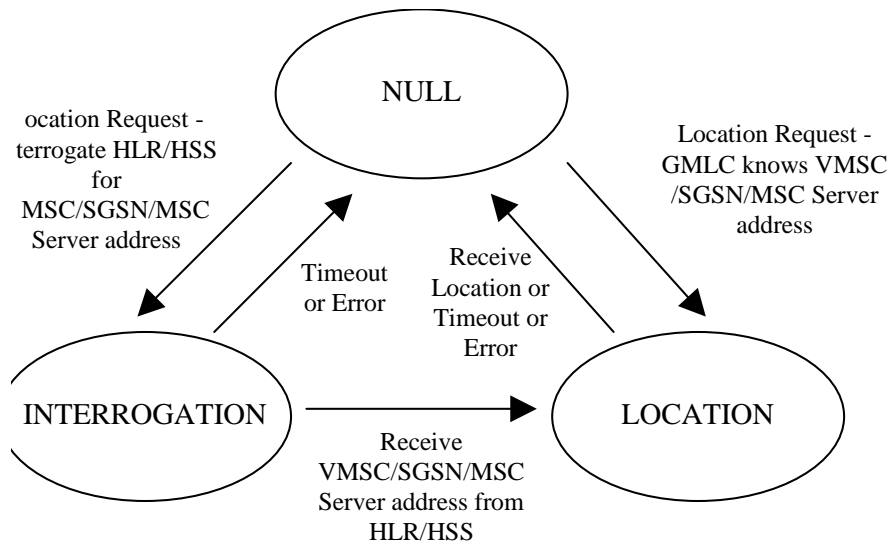 NULL
ocation Request -
terrogate HLR/HSS
for
MSC/SGSN/MSC
Server address
Location Request -
GMLC knows VMSC
/SGSN/MSC Server
address
Timeout
or Error
Receive
Location or
Timeout or
Error
INTERROGATION
LOCATION
Receive
VMSC/SGSN/MSC
Server address from
HLR/HSS